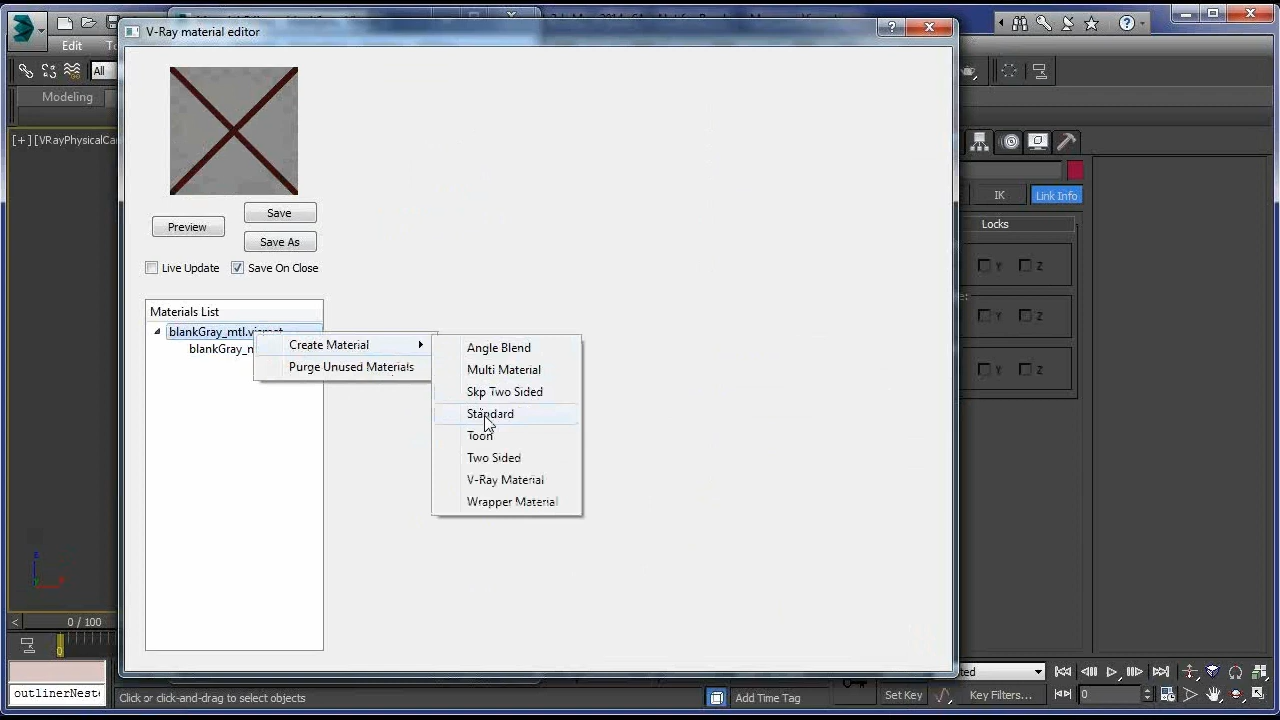 V-Ray material editor
Edit
All
Modeling
[+][VRayPhysicalCa
Preview
Save
Save As
Live Update
Save On Close
Materials List
blankGray_mtl.vismat
blankGray_m
Create Material
Purge Unused Materials
Angle Blend
Multi Material
Skp Two Sided
Standard
Toon
Two Sided
V-Ray Material
Wrapper Material
IK
Link Info
Locks
Y
Z
Y
Z
Y
Z
0 / 100
0
outlinerNest
Click or click-and-drag to select objects
Add Time Tag
Set Key
Key Filters...
0